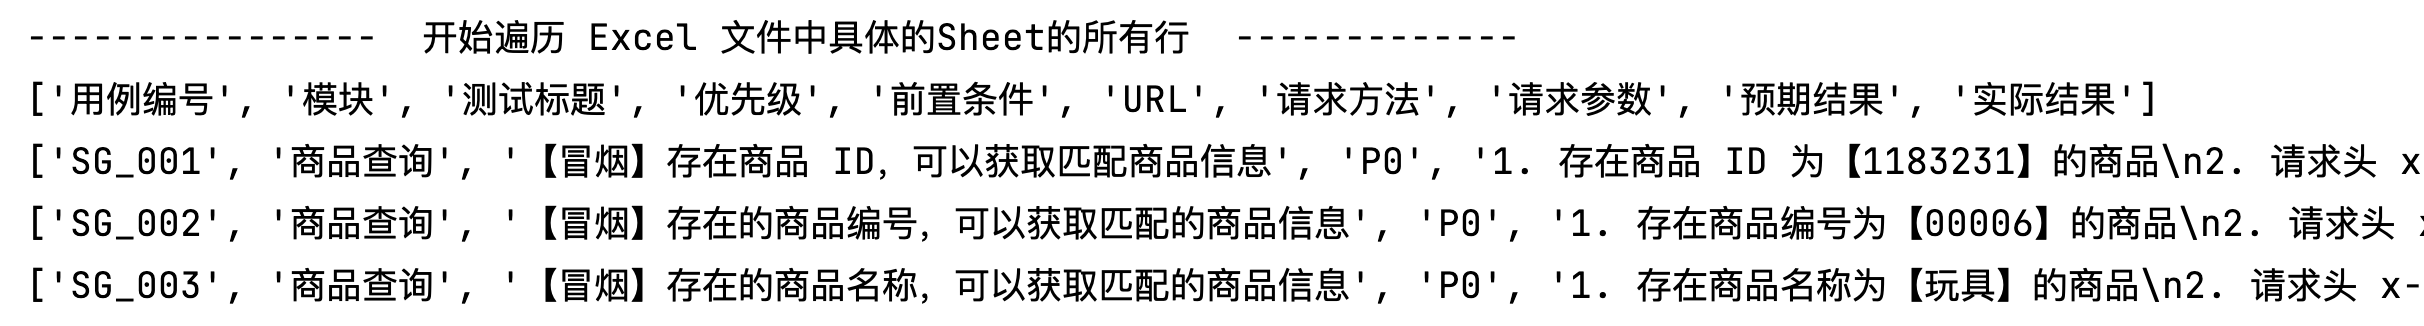 ----------------  开始遍历 Excel 文件中具体的Sheet的所有行  -------------
['用例编号', '模块', '测试标题', '优先级', '前置条件', 'URL', '请求方法', '请求参数', '预期结果', '实际结果']
['SG_001', '商品查询', '【冒烟】存在商品 ID，可以获取匹配商品信息', 'P0', '1. 存在商品 ID 为【1183231】的商品\n2. 请求头 x
['SG_002', '商品查询', '【冒烟】存在的商品编号，可以获取匹配的商品信息', 'P0', '1. 存在商品编号为【00006】的商品\n2. 请求头
['SG_003', '商品查询', '【冒烟】存在的商品名称，可以获取匹配的商品信息', 'P0', '1. 存在商品名称为【玩具】的商品\n2. 请求头 x-